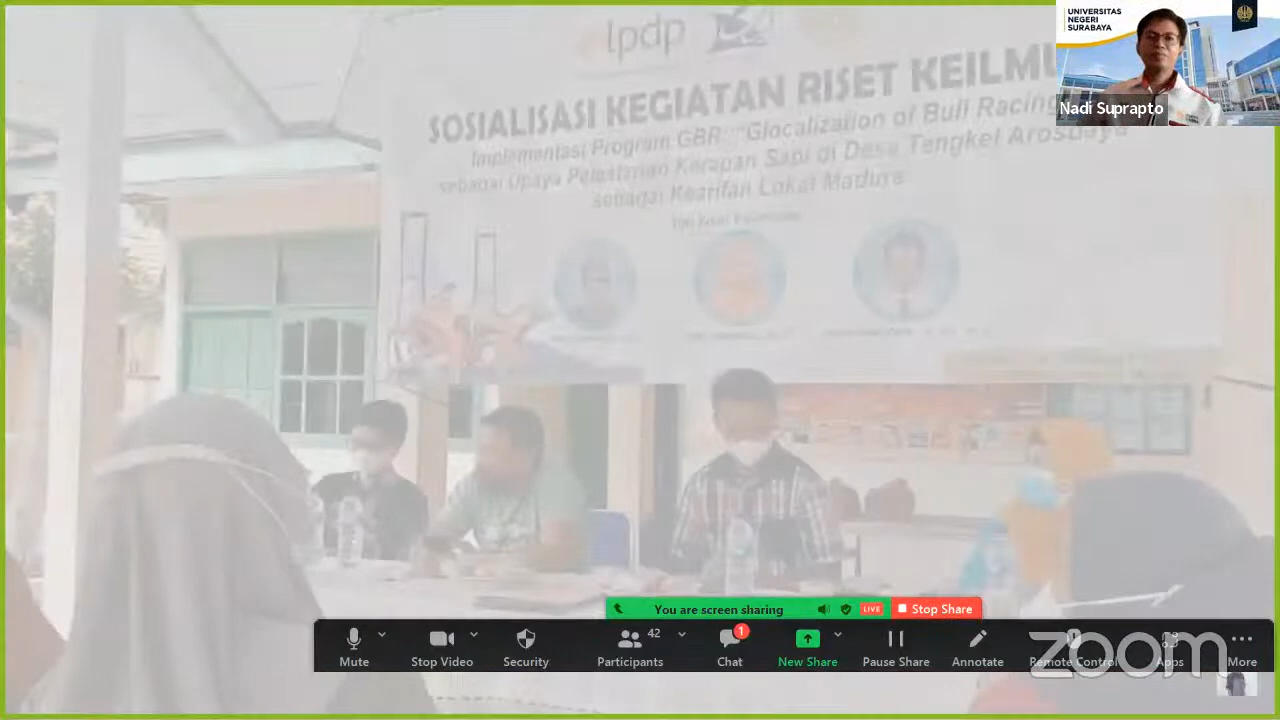 UNIVERSITAS
NEGERI
SURABAYA
Nadi Suprapto
lpdp
SOSIALISASI KEGIATAN RISET KEILMU
Implementasi Program GBR "Glocalization of Bull Racing
sebagai Upaya Pelestarian Kerapan Sapi di Desa Tengket Arosbaya
sebagai Kearifan Lokal Madura
You are screen sharing
LIVE
Stop Share
42
1
Mute
Stop Video
Security
Participants
Chat
New Share
Pause Share
Annotate
Remote Control
Apps
More
zoom